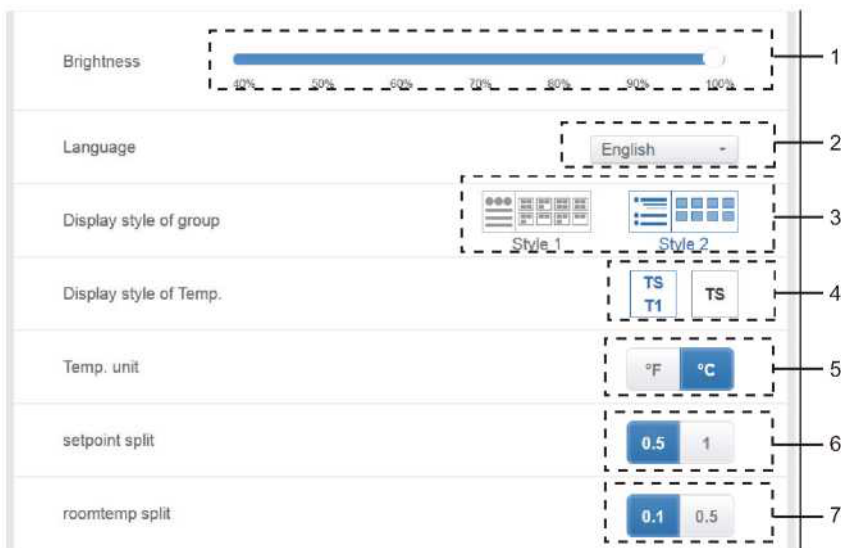 Brightness
40% 50% 60% 70% 80% 90% 100%
1
Language
English
2
Display style of group
Style 1
Style 2
3
Display style of Temp.
TS
T1
TS
4
Temp. unit
°F
°C
5
setpoint split
0.5
1
6
roomtemp split
0.1
0.5
7